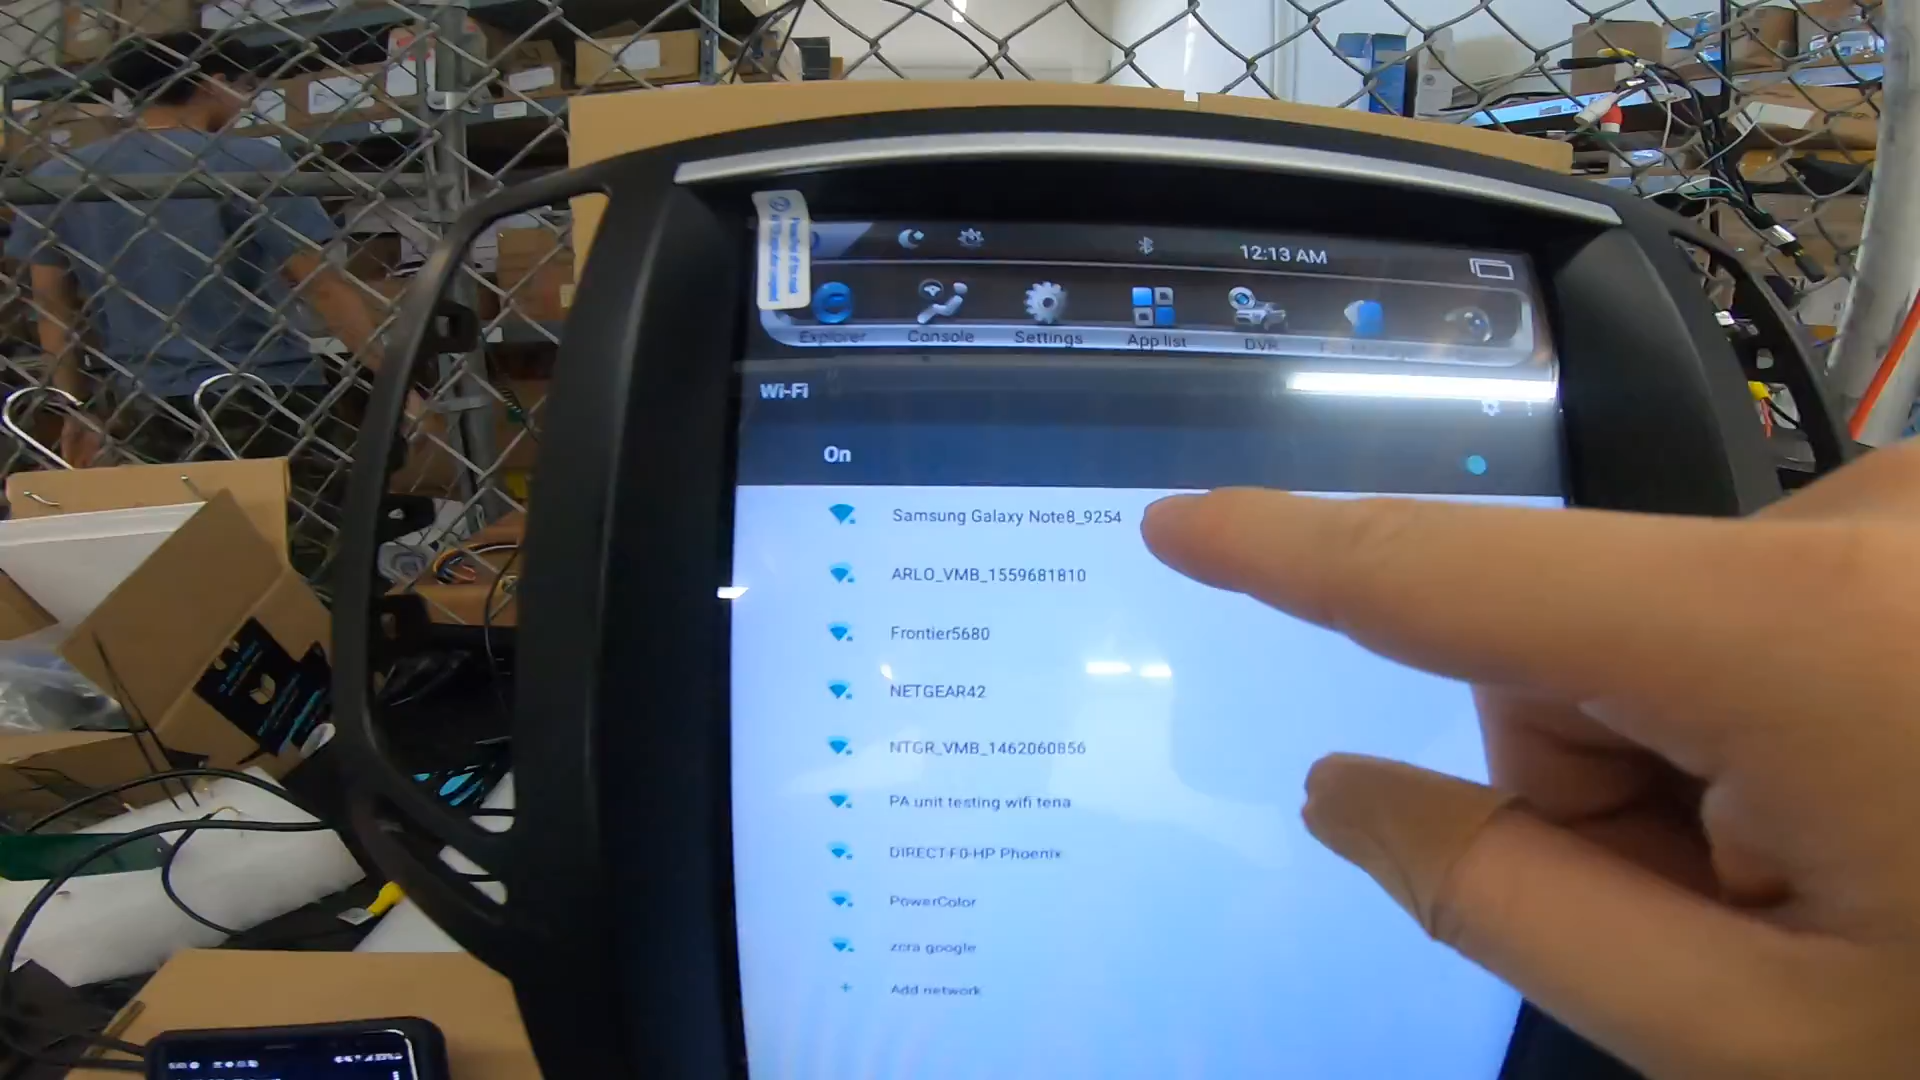 12:13 AM
Explorer
Console
Settings
App list
DVR
Wi-Fi
On
Samsung Galaxy Note8_9254
ARLO_VMB_1559681810
Frontier5680
NETGEAR42
NTGR_VMB_1462060856
PA unit testing wifi tena
DIRECT-F0-HP Phoenix
PowerColor
zcra google
Add network